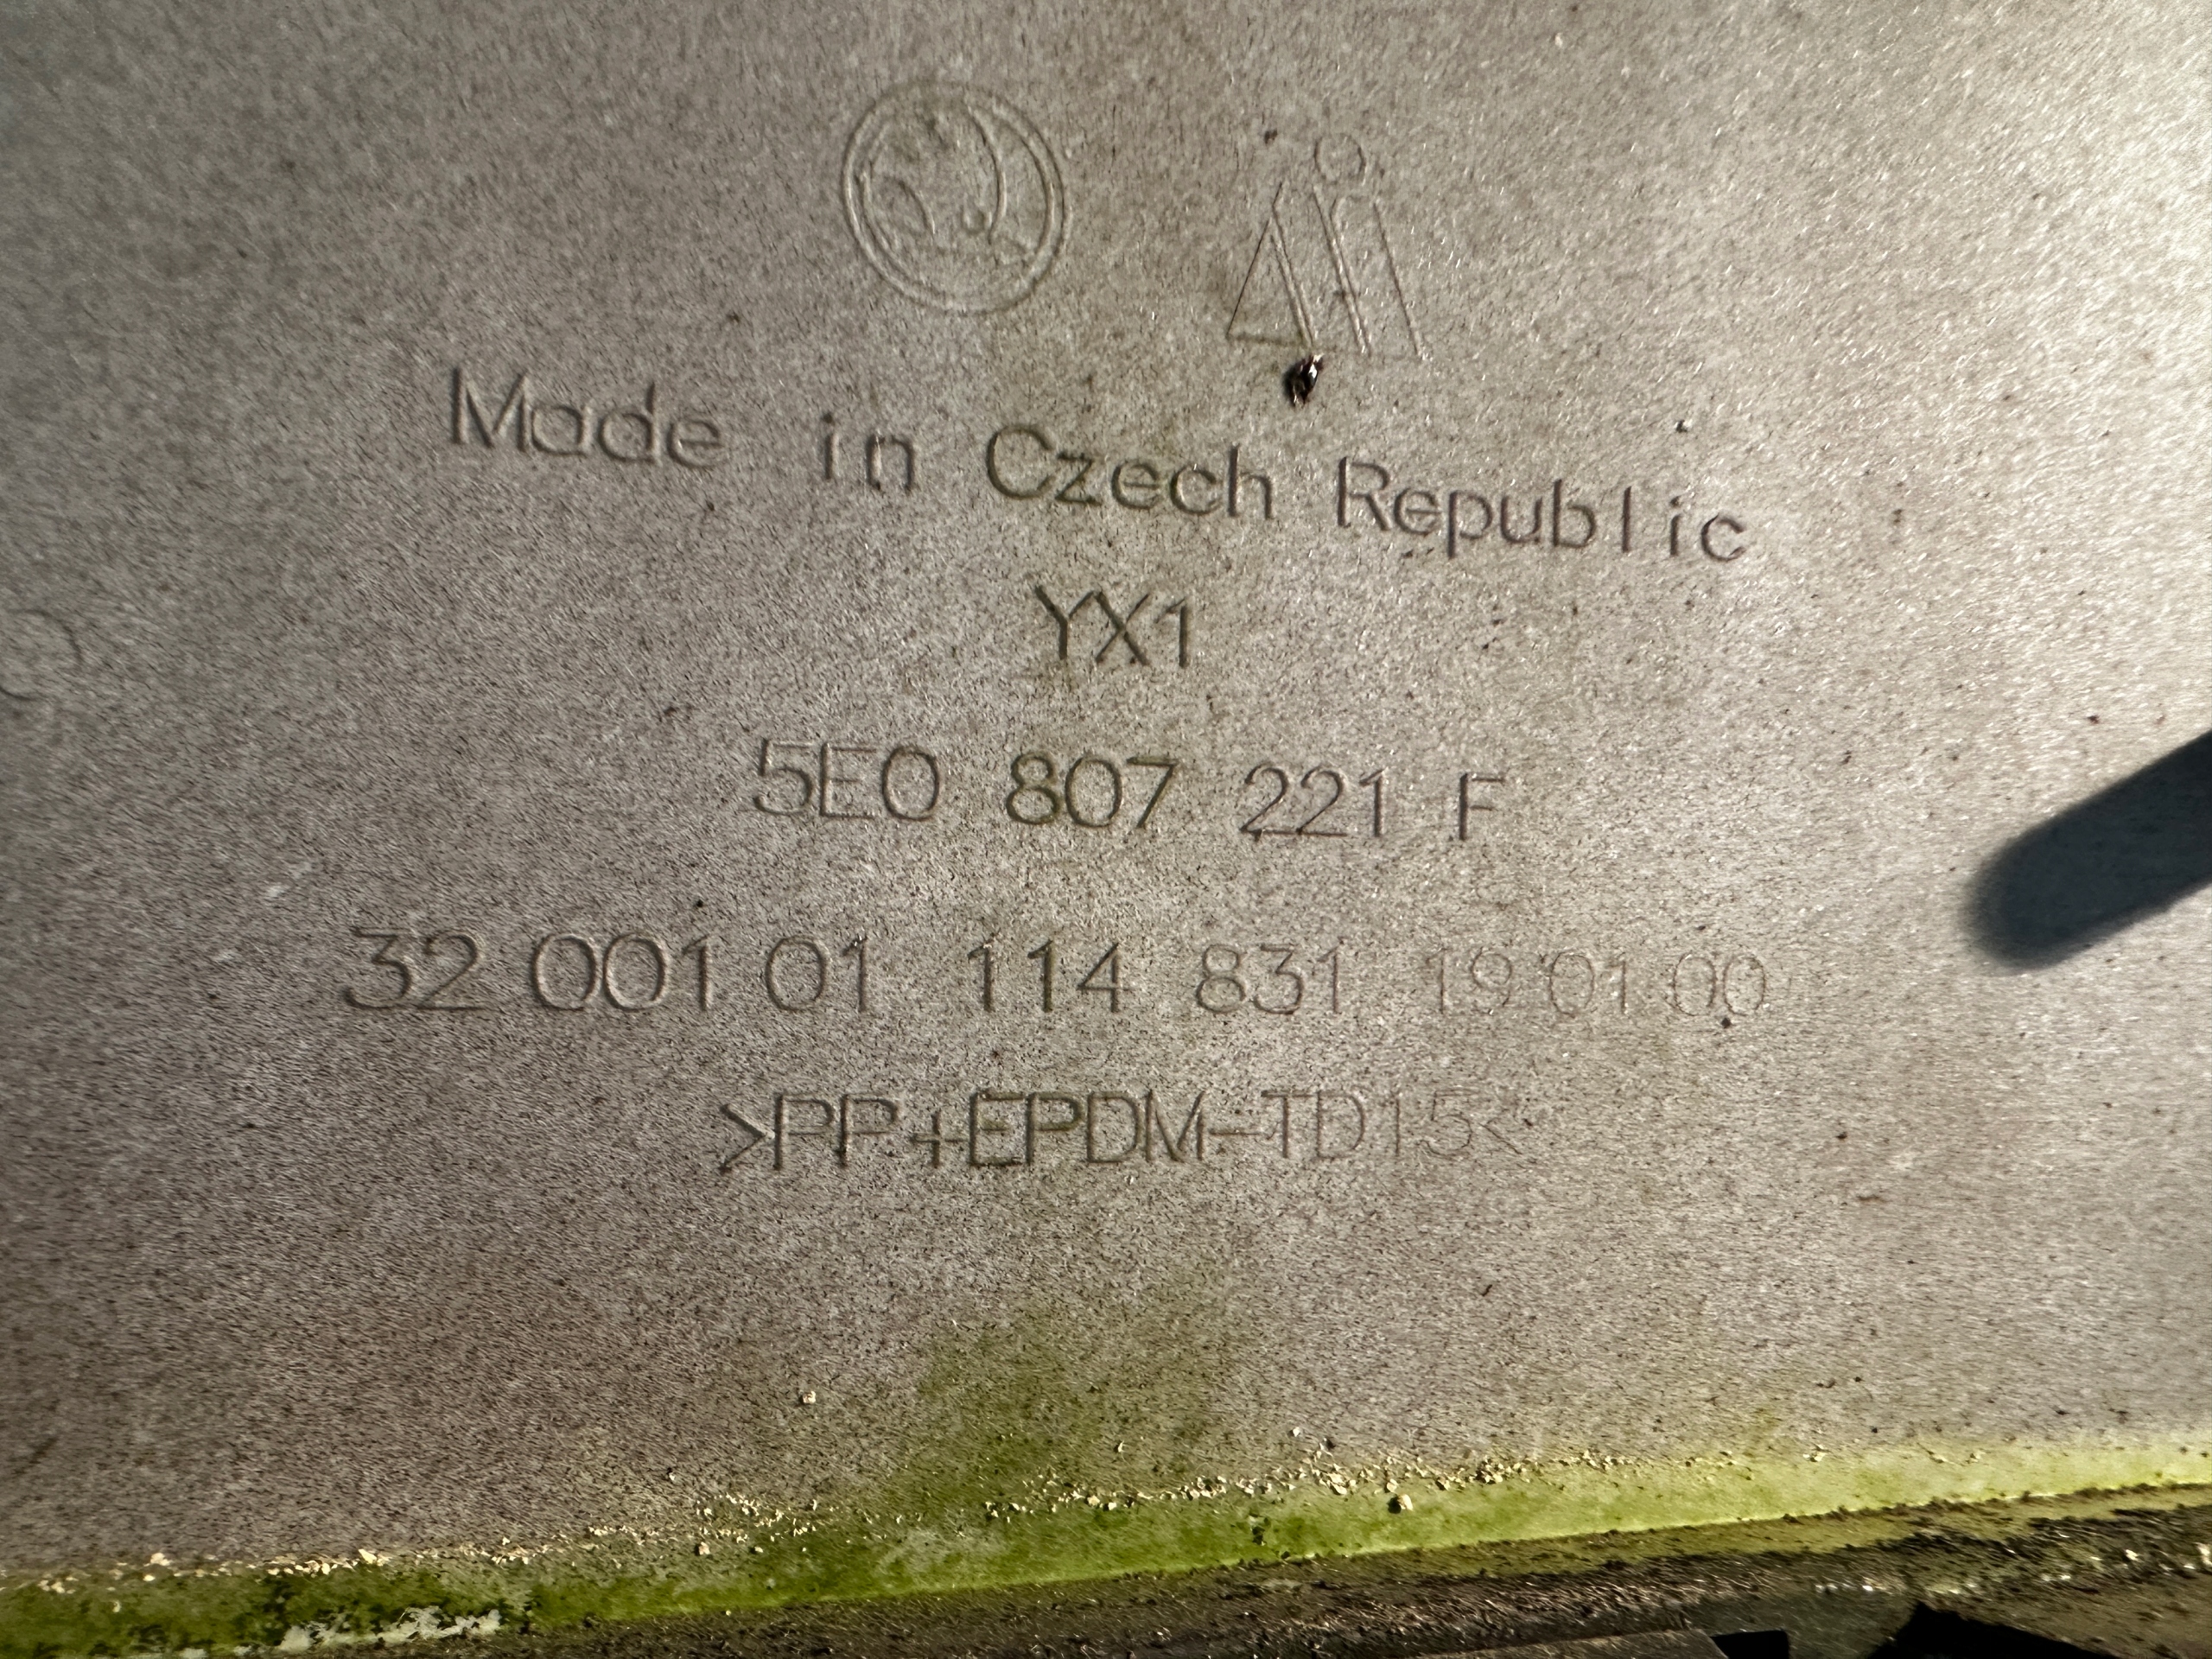 Made in Czech Republic
YX1
5E0 807 221 F
32 001 01 114 831 19 01 00
>PP+EPDM-TD15<